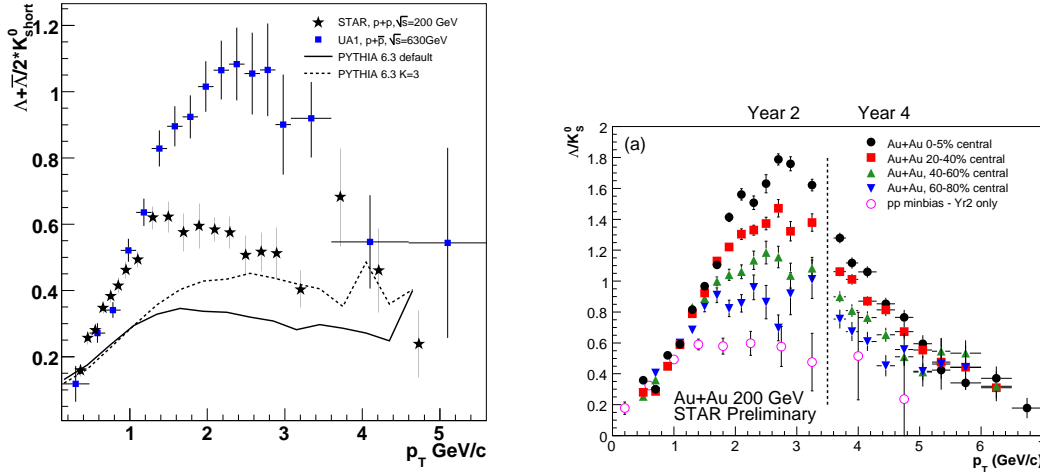 Λ+Λ̅/2*K⁰short
STAR, p+p, √s=200 GeV
UA1, p+p̅, √s=630GeV
PYTHIA 6.3 default
PYTHIA 6.3 K=3
1.2
1
0.8
0.6
0.4
0.2
0
1
2
3
4
5
p_T GeV/c
Year 2
Year 4
Λ/K⁰_S
(a)
Au+Au 0-5% central
Au+Au 20-40% central
Au+Au, 40-60% central
Au+Au, 60-80% central
pp minbias - Yr2 only
2
1.8
1.6
1.4
1.2
1
0.8
0.6
0.4
0.2
0
Au+Au 200 GeV
STAR Preliminary
0
1
2
3
4
5
6
7
p_T (GeV/c)